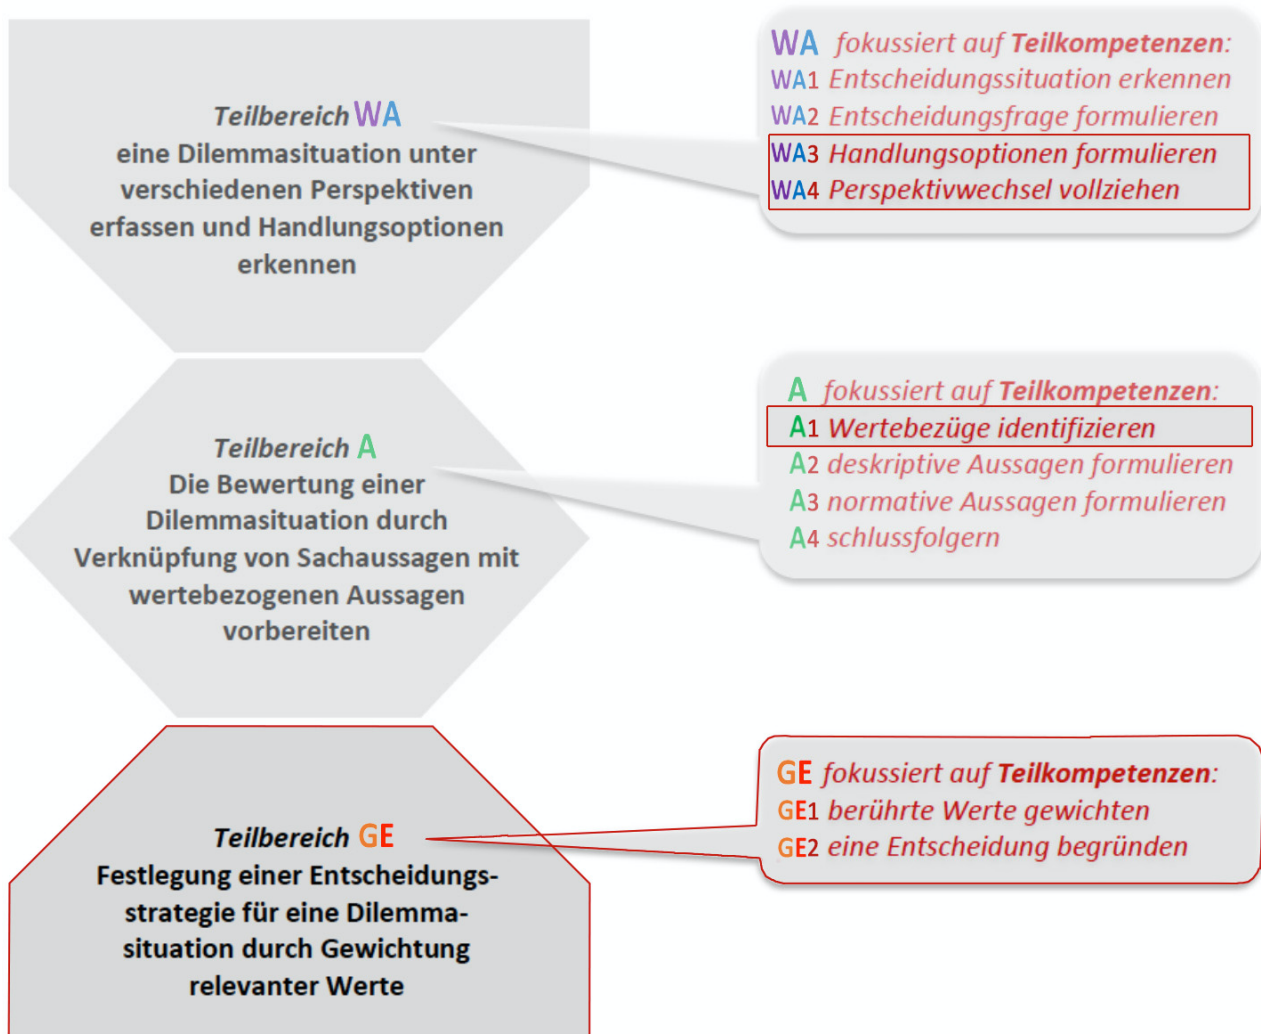 Teilbereich WA
eine Dilemmasituation unter
verschiedenen Perspektiven
erfassen und Handlungsoptionen
erkennen
WA fokussiert auf Teilkompetenzen:
WA1 Entscheidungssituation erkennen
WA2 Entscheidungsfrage formulieren
WA3 Handlungsoptionen formulieren
WA4 Perspektivwechsel vollziehen
Teilbereich A
Die Bewertung einer
Dilemmasituation durch
Verknüpfung von Sachaussagen mit
wertebezogenen Aussagen
vorbereiten
A fokussiert auf Teilkompetenzen:
A1 Wertebezüge identifizieren
A2 deskriptive Aussagen formulieren
A3 normative Aussagen formulieren
A4 schlussfolgern
Teilbereich GE
Festlegung einer Entscheidungs-
strategie für eine Dilemma-
situation durch Gewichtung
relevanter Werte
GE fokussiert auf Teilkompetenzen:
GE1 berührte Werte gewichten
GE2 eine Entscheidung begründen